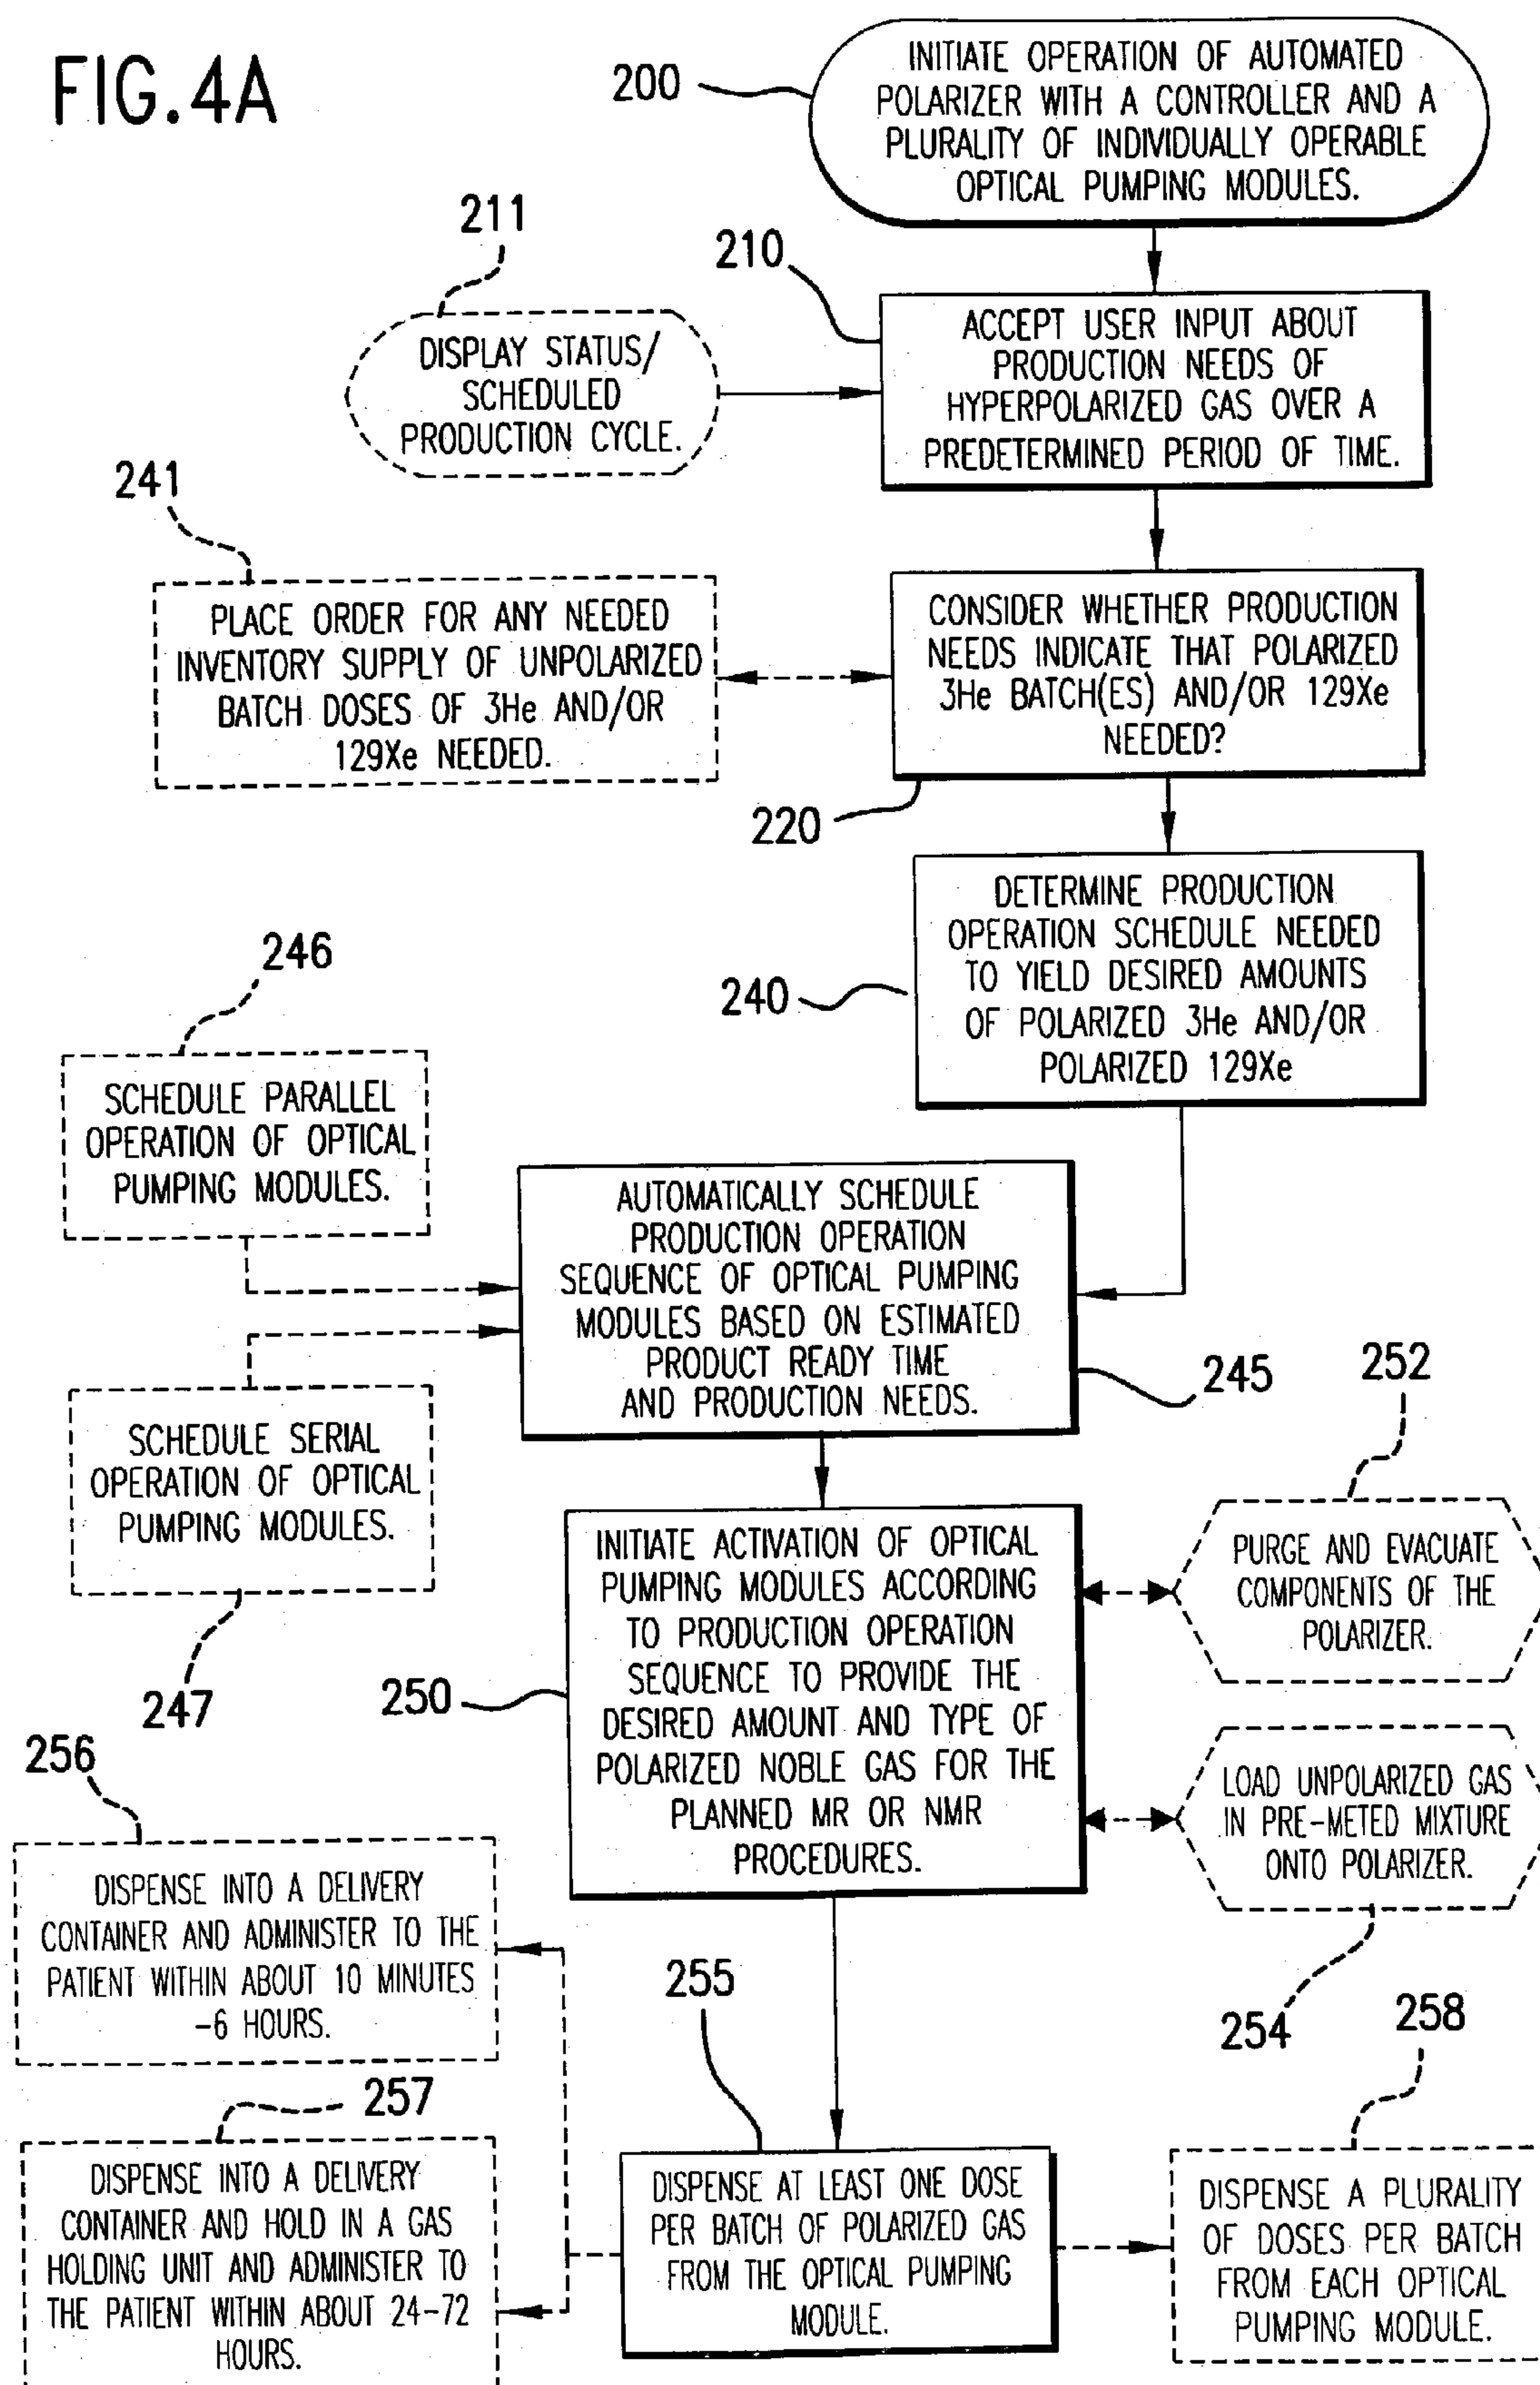 FIG.4A
200
INITIATE OPERATION OF AUTOMATED
POLARIZER WITH A CONTROLLER AND A
PLURALITY OF INDIVIDUALLY OPERABLE
OPTICAL PUMPING MODULES.
211
210
DISPLAY STATUS/
SCHEDULED
PRODUCTION CYCLE.
ACCEPT USER INPUT ABOUT
PRODUCTION NEEDS OF
HYPERPOLARIZED GAS OVER A
PREDETERMINED PERIOD OF TIME.
241
PLACE ORDER FOR ANY NEEDED
INVENTORY SUPPLY OF UNPOLARIZED
BATCH DOSES OF 3He AND/OR
129Xe NEEDED.
CONSIDER WHETHER PRODUCTION
NEEDS INDICATE THAT POLARIZED
3He BATCH(ES) AND/OR 129Xe
NEEDED?
220
DETERMINE PRODUCTION
OPERATION SCHEDULE NEEDED
TO YIELD DESIRED AMOUNTS
OF POLARIZED 3He AND/OR
POLARIZED 129Xe
240
246
SCHEDULE PARALLEL
OPERATION OF OPTICAL
PUMPING MODULES.
AUTOMATICALLY SCHEDULE
PRODUCTION OPERATION
SEQUENCE OF OPTICAL PUMPING
MODULES BASED ON ESTIMATED
PRODUCT READY TIME
AND PRODUCTION NEEDS.
245
252
SCHEDULE SERIAL
OPERATION OF OPTICAL
PUMPING MODULES.
247
250
INITIATE ACTIVATION OF OPTICAL
PUMPING MODULES ACCORDING
TO PRODUCTION OPERATION
SEQUENCE TO PROVIDE THE
DESIRED AMOUNT AND TYPE OF
POLARIZED NOBLE GAS FOR THE
PLANNED MR OR NMR
PROCEDURES.
PURGE AND EVACUATE
COMPONENTS OF THE
POLARIZER.
LOAD UNPOLARIZED GAS
IN PRE-METED MIXTURE
ONTO POLARIZER.
254
256
DISPENSE INTO A DELIVERY
CONTAINER AND ADMINISTER TO THE
PATIENT WITHIN ABOUT 10 MINUTES
-6 HOURS.
255
258
257
DISPENSE INTO A DELIVERY
CONTAINER AND HOLD IN A GAS
HOLDING UNIT AND ADMINISTER TO
THE PATIENT WITHIN ABOUT 24-72
HOURS.
DISPENSE AT LEAST ONE DOSE
PER BATCH OF POLARIZED GAS
FROM THE OPTICAL PUMPING
MODULE.
DISPENSE A PLURALITY
OF DOSES PER BATCH
FROM EACH OPTICAL
PUMPING MODULE.